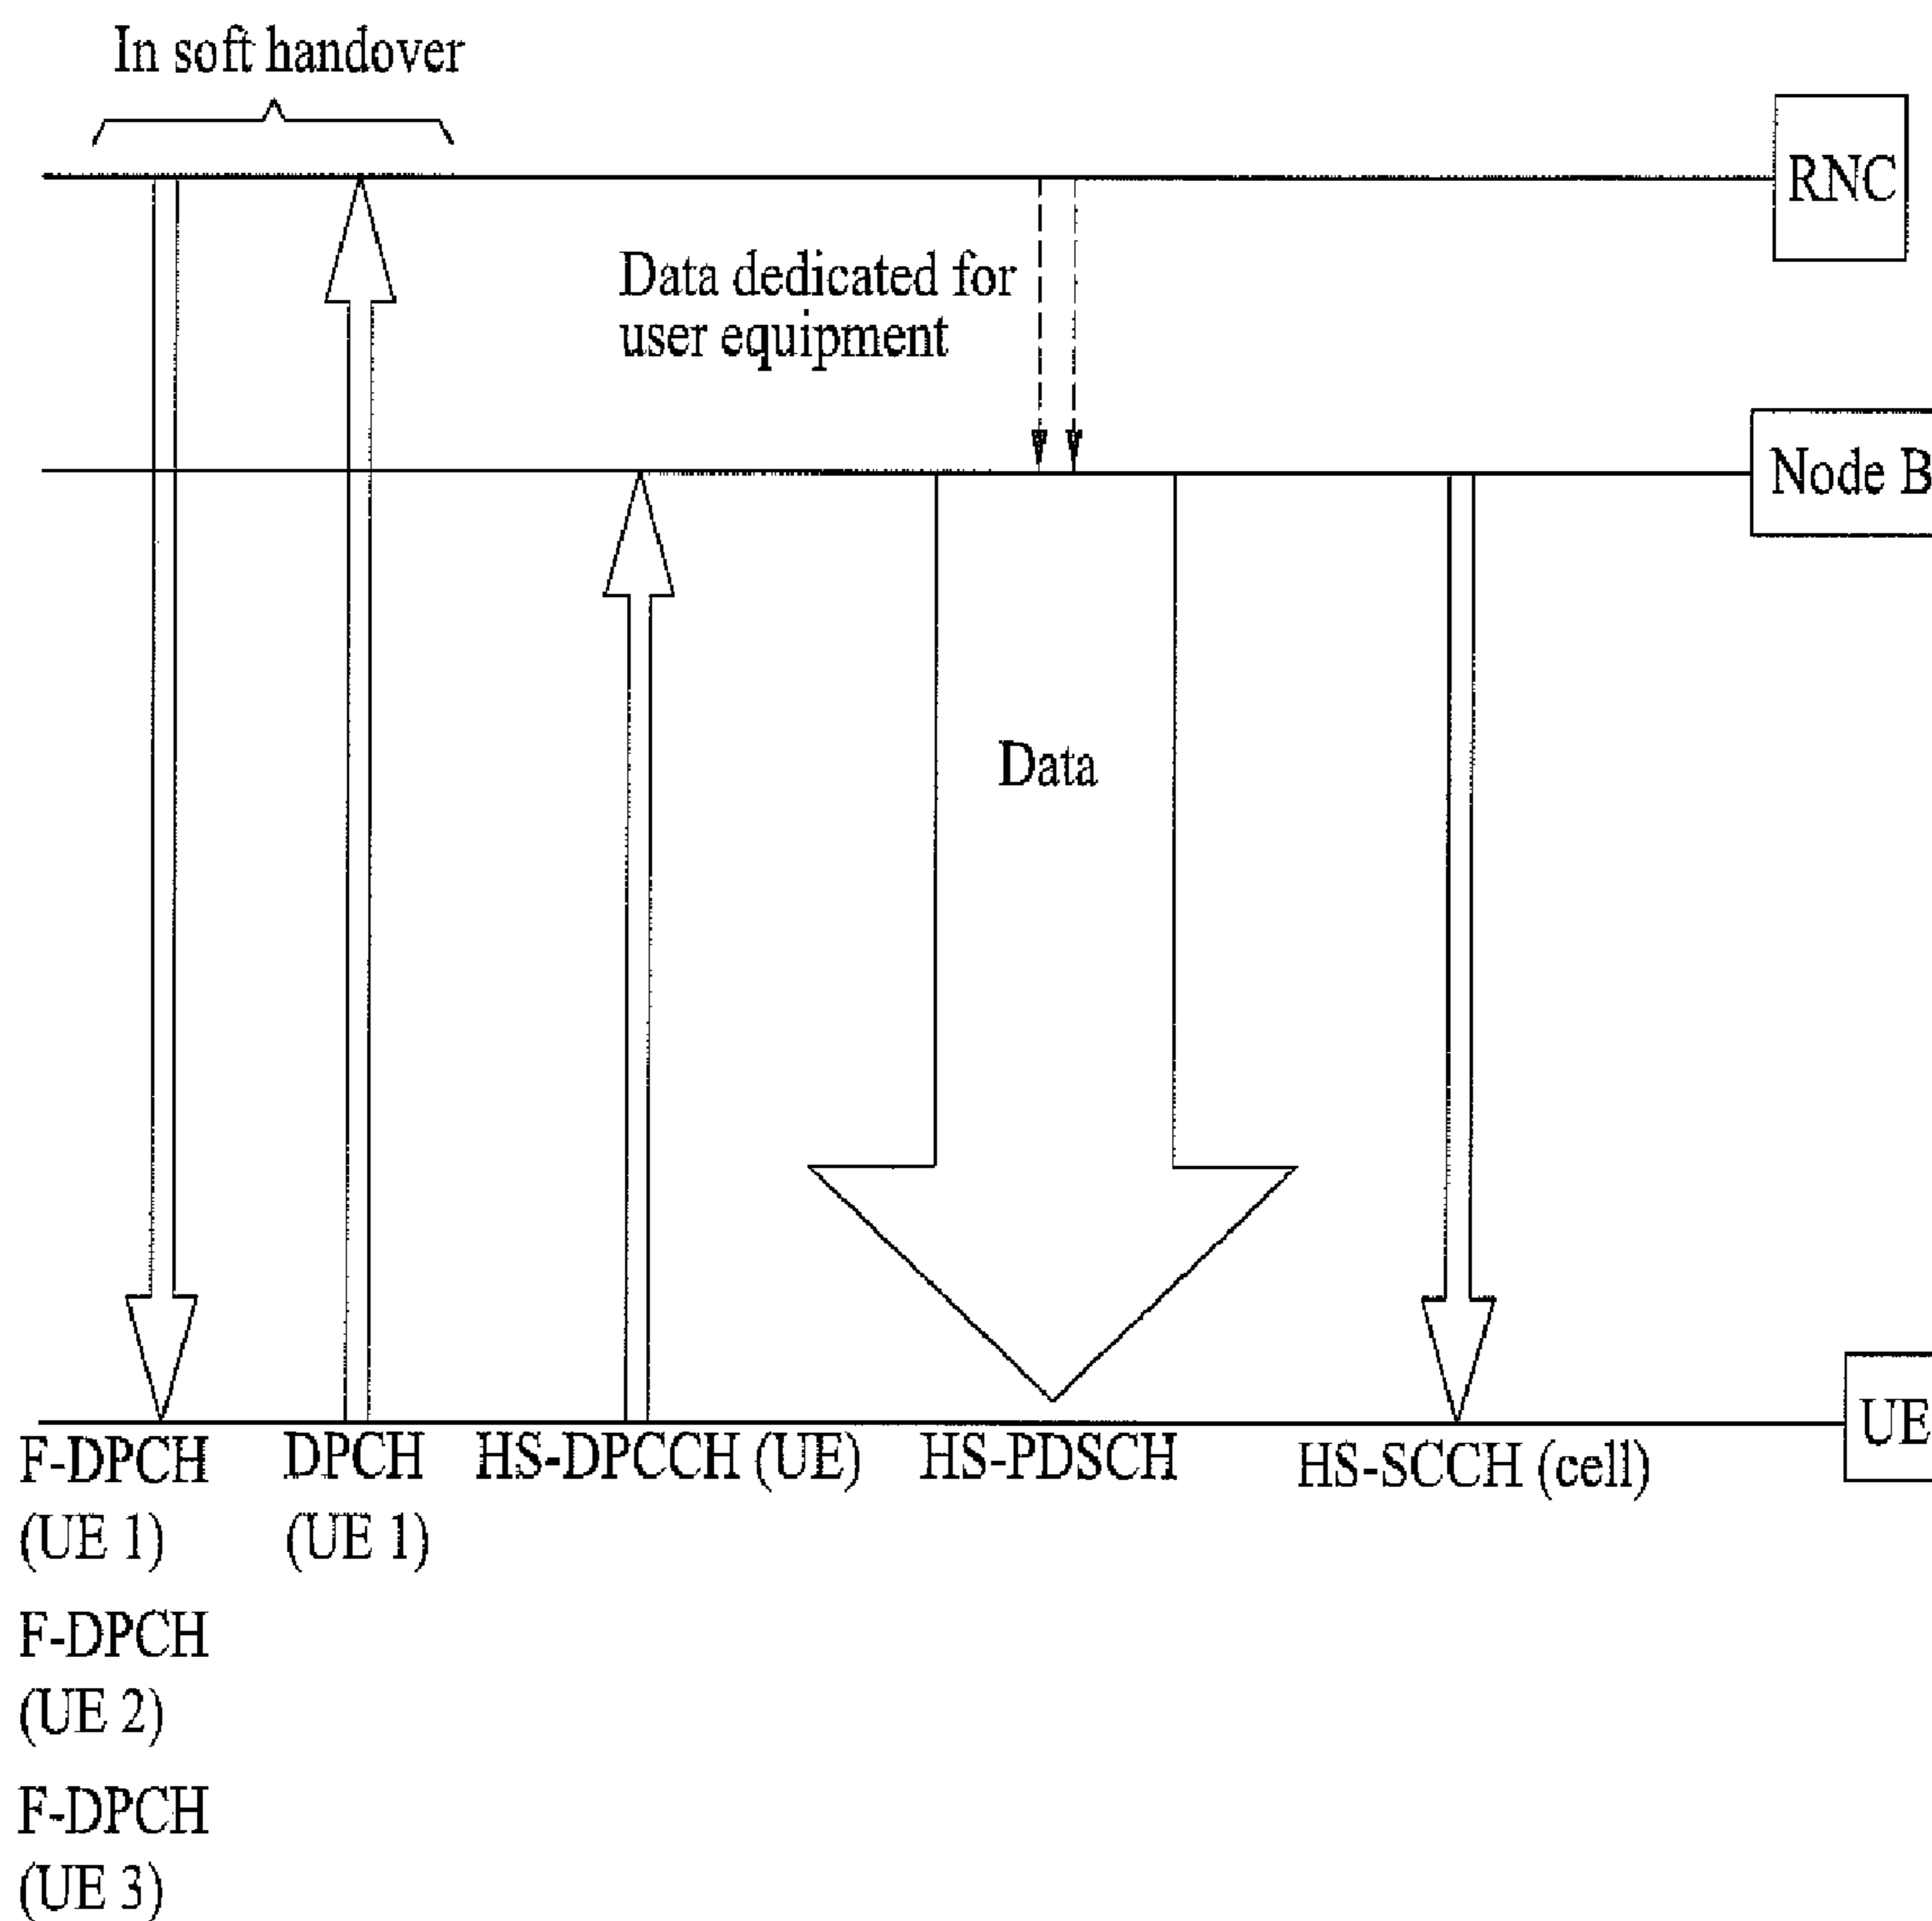 In soft handover
RNC
Data dedicated for
user equipment
Node B
Data
UE
F-DPCH
(UE 1)
DPCH
(UE 1)
HS-DPCCH (UE)
HS-PDSCH
HS-SCCH (cell)
F-DPCH
(UE 2)
F-DPCH
(UE 3)